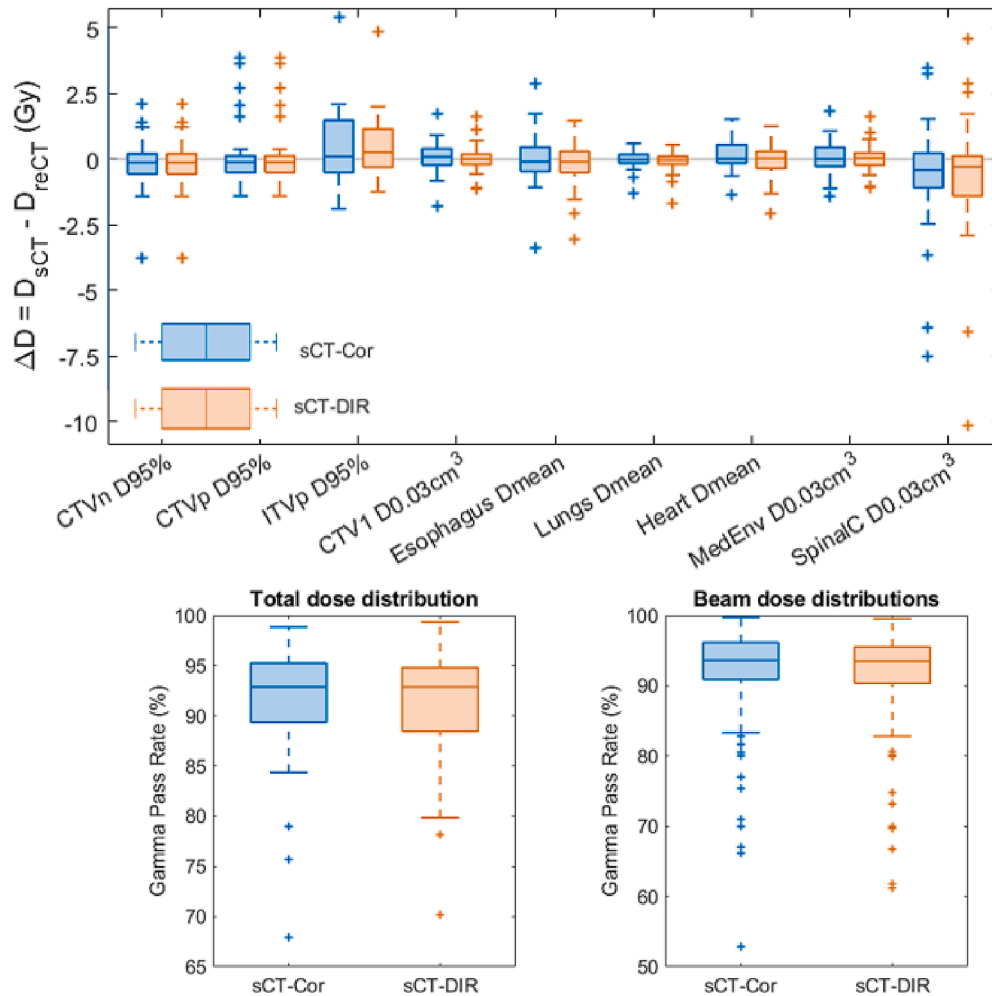 5
2.5
0
-2.5
-5
-7.5
-10
ΔD = D_sCT - D_reCT (Gy)
sCT-Cor
sCT-DIR
CTVn D95%
CTVp D95%
ITVp D95%
CTV1 D0.03cm³
Esophagus Dmean
Lungs Dmean
Heart Dmean
MedEnv D0.03cm³
SpinalC D0.03cm³
Total dose distribution
100
95
90
85
80
75
70
65
Gamma Pass Rate (%)
sCT-Cor sCT-DIR
Beam dose distributions
100
90
80
70
60
50
Gamma Pass Rate (%)
sCT-Cor sCT-DIR